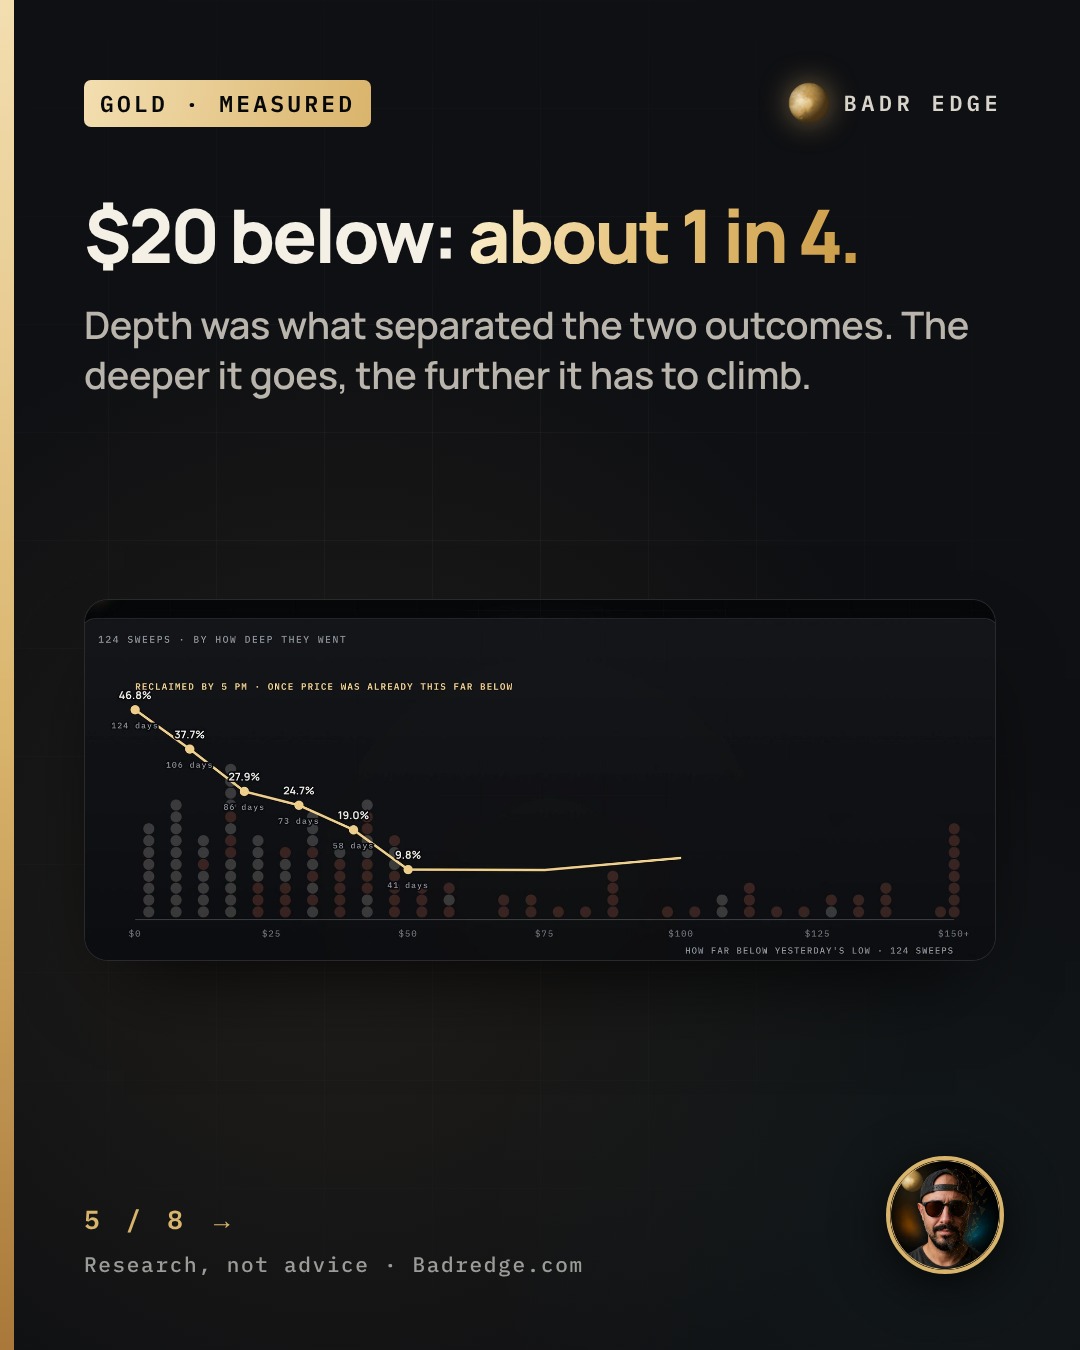 GOLD · MEASURED
BADR EDGE
$20 below: about 1 in 4.
Depth was what separated the two outcomes. The
deeper it goes, the further it has to climb.
124 SWEEPS · BY HOW DEEP THEY WENT
RECLAIMED BY 5 PM · ONCE PRICE WAS ALREADY THIS FAR BELOW
46.8%
124 days
37.7%
106 days
27.9%
86 days
24.7%
73 days
19.0%
58 days
9.8%
41 days
$0
$25
$50
$75
$100
$125
$150+
HOW FAR BELOW YESTERDAY'S LOW · 124 SWEEPS
5 / 8 →
Research, not advice · Badredge.com